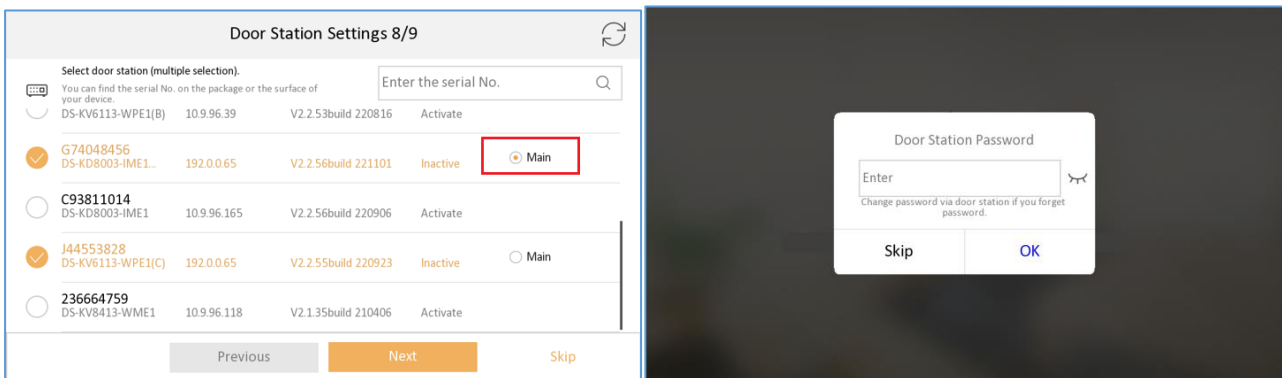 Door Station Settings 8/9
Select door station (multiple selection).
You can find the serial No. on the package or the surface of
your device.
Enter the serial No.
DS-KV6113-WPE1(B) 10.9.96.39 V2.2.53build 220816 Activate
G74048456
DS-KD8003-IME1... 192.0.0.65 V2.2.56build 221101 Inactive Main
C93811014
DS-KD8003-IME1 10.9.96.165 V2.2.56build 220906 Activate
J44553828
DS-KV6113-WPE1(C) 192.0.0.65 V2.2.55build 220923 Inactive Main
236664759
DS-KV8413-WME1 10.9.96.118 V2.1.35build 210406 Activate
Previous Next Skip
Door Station Password
Enter
Change password via door station if you forget
password.
Skip OK